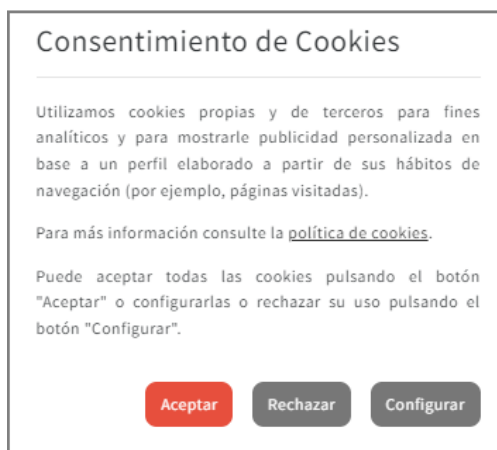 Consentimiento de Cookies
Utilizamos cookies propias y de terceros para fines
analíticos y para mostrarle publicidad personalizada en
base a un perfil elaborado a partir de sus hábitos de
navegación (por ejemplo, páginas visitadas).
Para más información consulte la política de cookies.
Puede aceptar todas las cookies pulsando el botón
"Aceptar" o configurarlas o rechazar su uso pulsando el
botón "Configurar".
Aceptar Rechazar Configurar